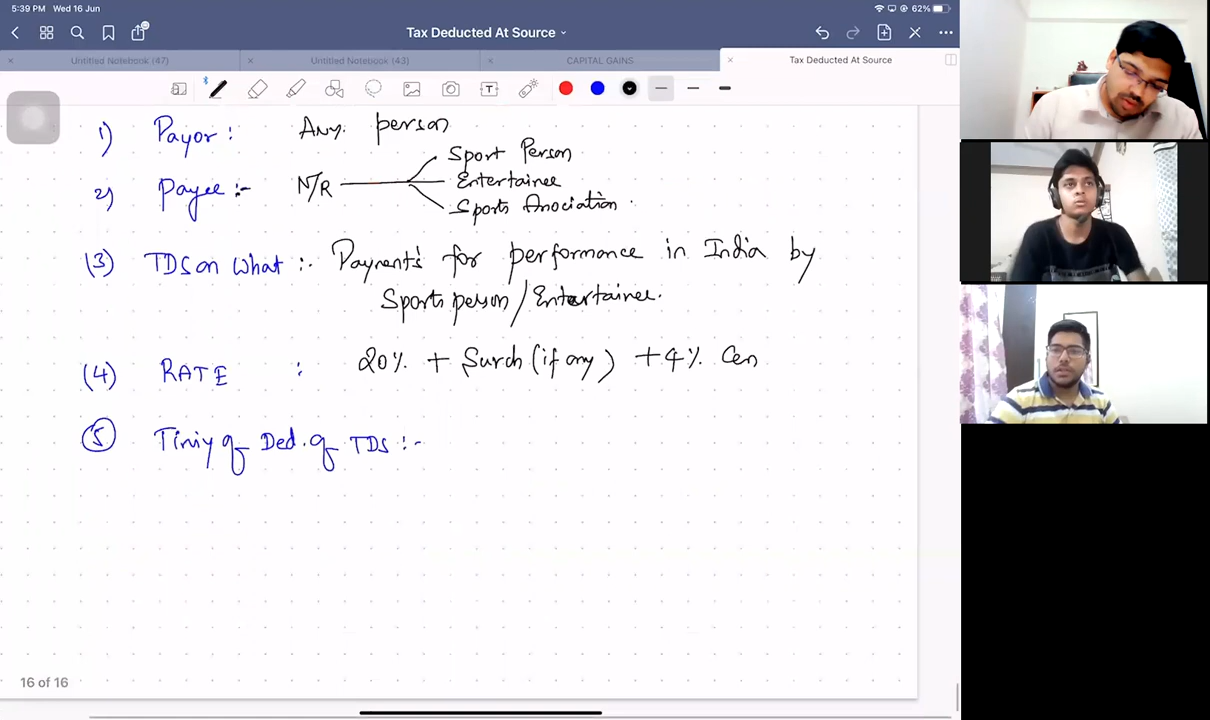 5:39 PM Wed 16 Jun
62%
Tax Deducted At Source
Untitled Notebook (47)
Untitled Notebook (43)
CAPITAL GAINS
Tax Deducted At Source
1) Payor : Any. person
2) Payee :- N/R
Sport Person
Entertainee
Sports Association
(3) TDS on what :- Payments for performance in India by
Sports person / Entertainee.
(4) RATE : 20% + Surch (if any) + 4% Cess
(5) Timing of Ded. of TDS :-
16 of 16